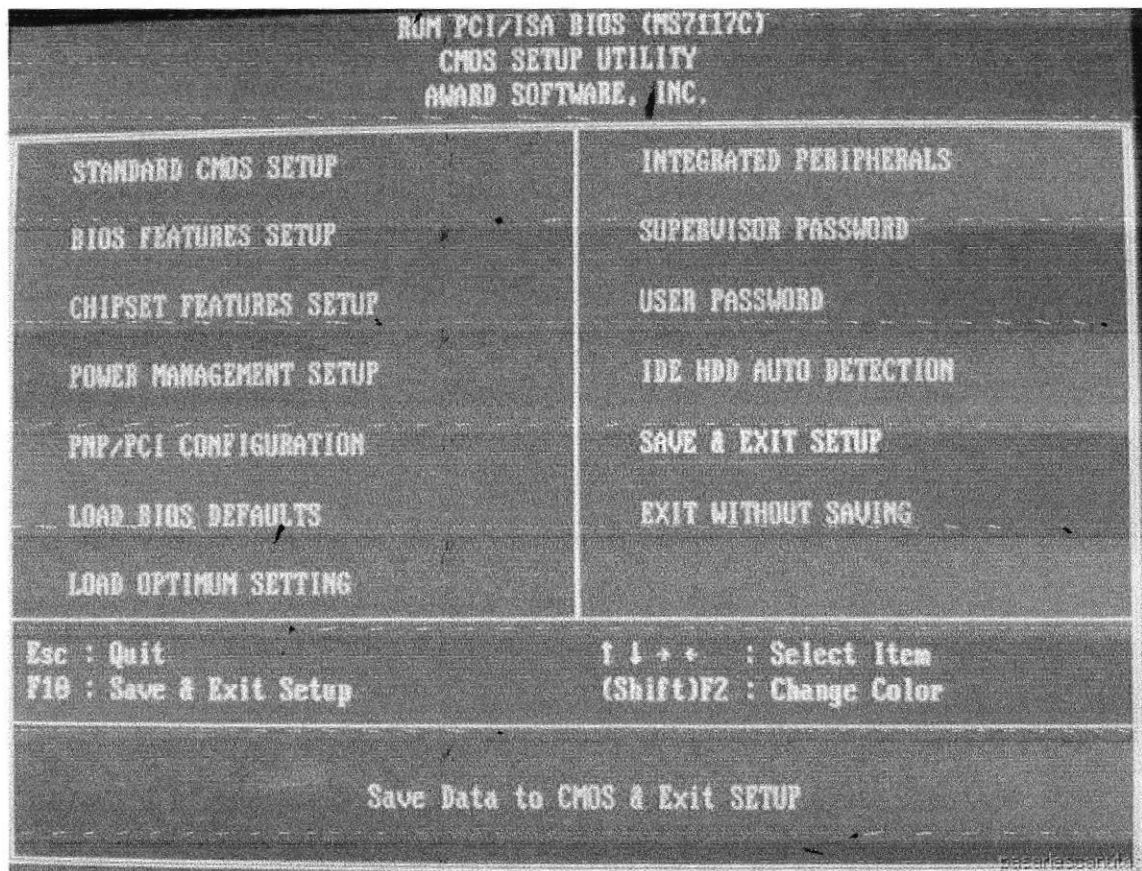 ROM PCI/ISA BIOS (MS7117C)
CMOS SETUP UTILITY
AWARD SOFTWARE, INC.
STANDARD CMOS SETUP
BIOS FEATURES SETUP
CHIPSET FEATURES SETUP
POWER MANAGEMENT SETUP
PNP/PCI CONFIGURATION
LOAD BIOS DEFAULTS
LOAD OPTIMUM SETTING
INTEGRATED PERIPHERALS
SUPERVISOR PASSWORD
USER PASSWORD
IDE HDD AUTO DETECTION
SAVE & EXIT SETUP
EXIT WITHOUT SAVING
Esc : Quit
F10 : Save & Exit Setup
↑ ↓ → ← : Select Item
(Shift)F2 : Change Color
Save Data to CMOS & Exit SETUP